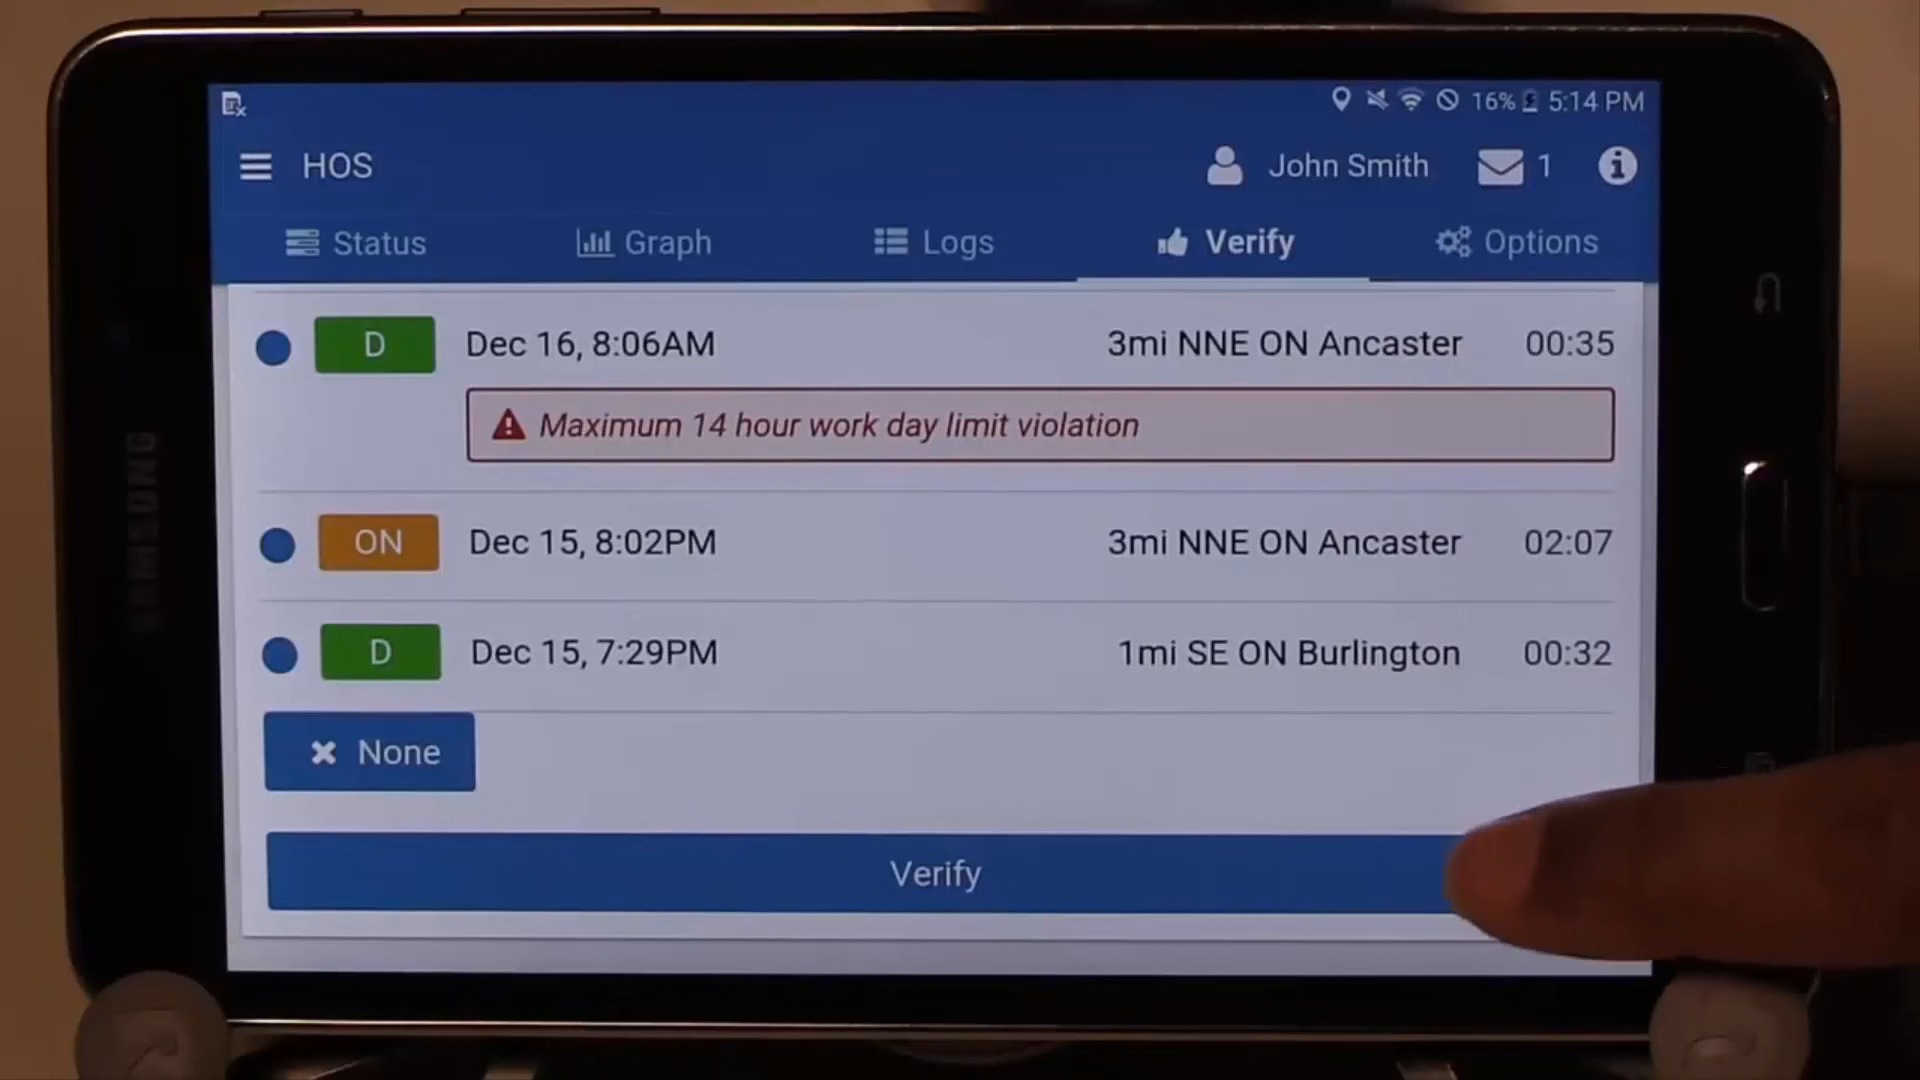 16% 5:14 PM
HOS John Smith 1
Status Graph Logs Verify Options
D Dec 16, 8:06AM 3mi NNE ON Ancaster 00:35
Maximum 14 hour work day limit violation
ON Dec 15, 8:02PM 3mi NNE ON Ancaster 02:07
D Dec 15, 7:29PM 1mi SE ON Burlington 00:32
None
Verify
SAMSUNG